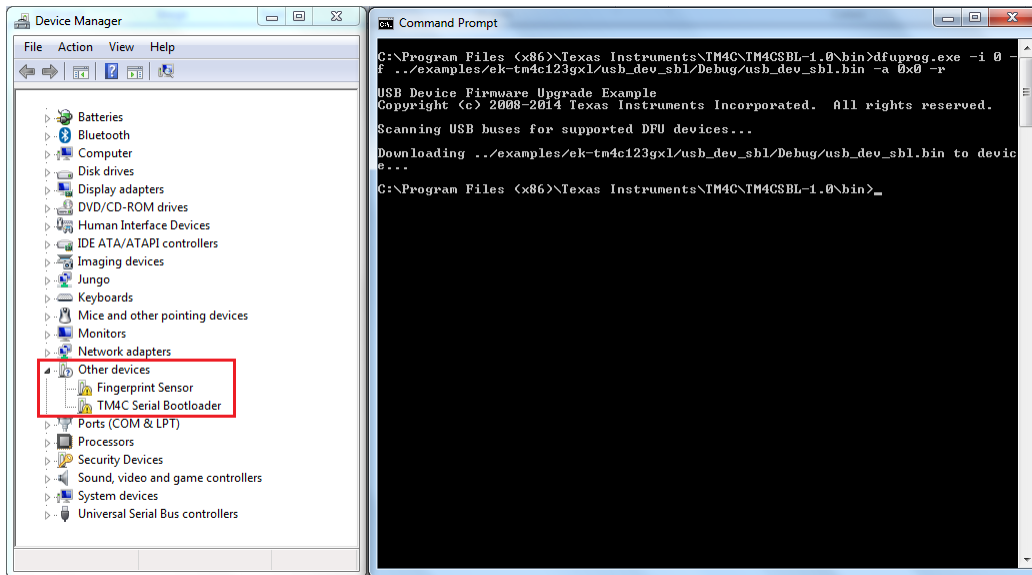 Device Manager
File Action View Help
Batteries
Bluetooth
Computer
Disk drives
Display adapters
DVD/CD-ROM drives
Human Interface Devices
IDE ATA/ATAPI controllers
Imaging devices
Jungo
Keyboards
Mice and other pointing devices
Monitors
Network adapters
Other devices
Fingerprint Sensor
TM4C Serial Bootloader
Ports (COM & LPT)
Processors
Security Devices
Sound, video and game controllers
System devices
Universal Serial Bus controllers
Command Prompt
C:\Program Files (x86)\Texas Instruments\TM4C\TM4CSBL-1.0\bin>dfuprog.exe -i 0 -
f ../examples/ek-tm4c123gxl/usb_dev_sbl/Debug/usb_dev_sbl.bin -a 0x0 -r
USB Device Firmware Upgrade Example
Copyright (c) 2008-2014 Texas Instruments Incorporated.  All rights reserved.
Scanning USB buses for supported DFU devices...
Downloading ../examples/ek-tm4c123gxl/usb_dev_sbl/Debug/usb_dev_sbl.bin to devic
e...
C:\Program Files (x86)\Texas Instruments\TM4C\TM4CSBL-1.0\bin>_